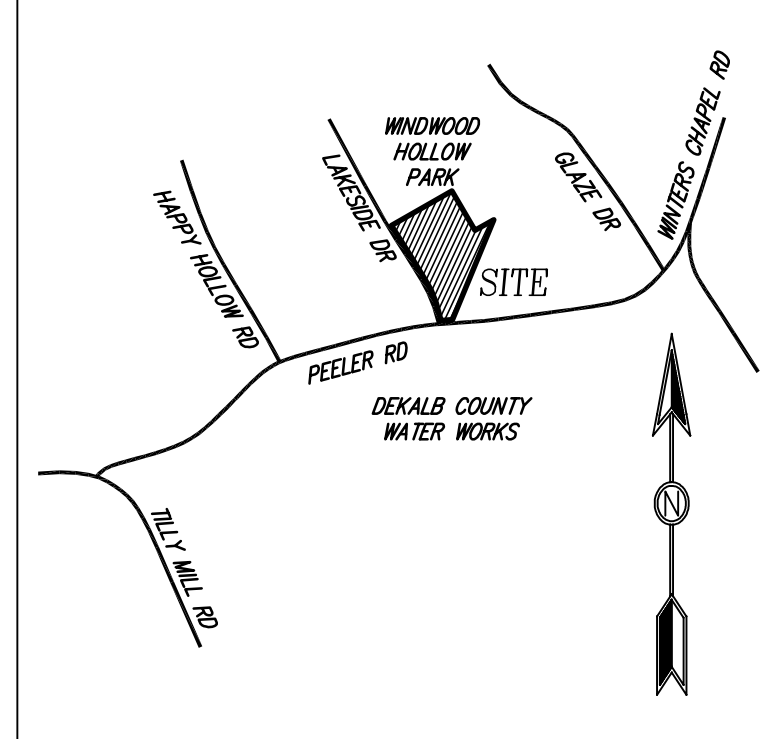 WINDWOOD
HOLLOW
PARK
WINTERS CHAPEL RD
GLAZE DR
LAKESIDE DR
HAPPY HOLLOW RD
SITE
PEELER RD
DEKALB COUNTY
WATER WORKS
N
TILLY MILL RD